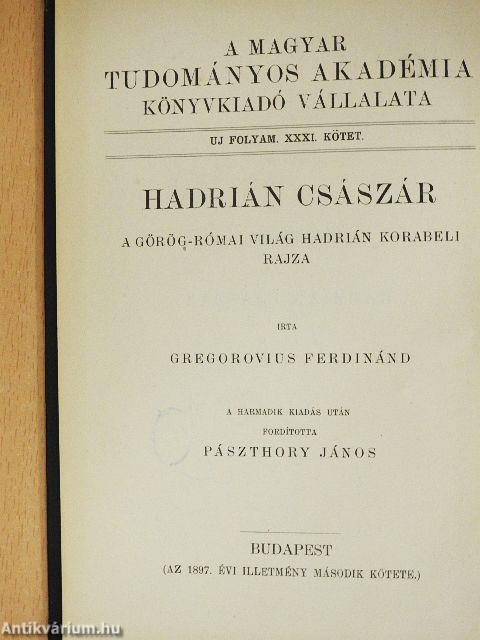 A MAGYAR
TUDOMÁNYOS AKADÉMIA
KÖNYVKIADÓ VÁLLALATA
UJ FOLYAM. XXXI. KÖTET.
HADRIÁN CSÁSZÁR
A GÖRÖG-RÓMAI VILÁG HADRIÁN KORABELI
RAJZA
IRTA
GREGOROVIUS FERDINÁND
A HARMADIK KIADÁS UTÁN
FORDÍTOTTA
PÁSZTHORY JÁNOS
BUDAPEST
(AZ 1897. ÉVI ILLETMÉNY MÁSODIK KÖTETE.)
Antikvárium.hu